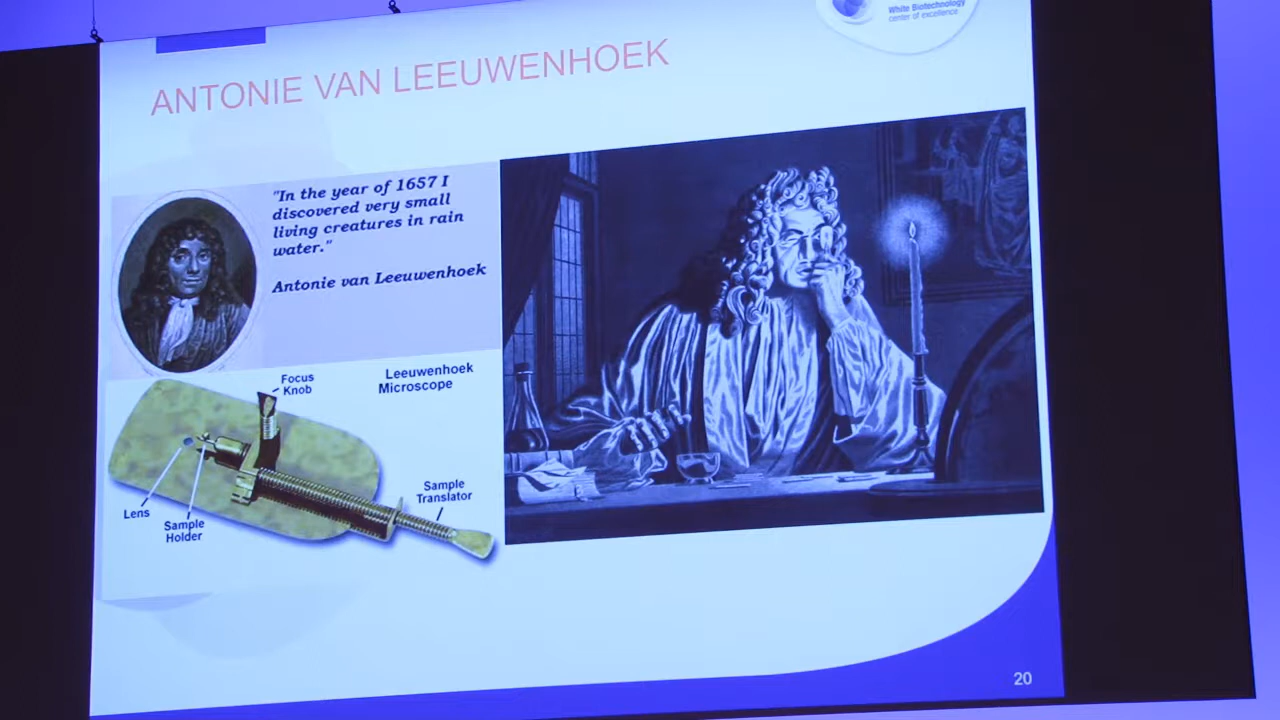 White Biotechnology
center of excellence
ANTONIE VAN LEEUWENHOEK
"In the year of 1657 I
discovered very small
living creatures in rain
water."
Antonie van Leeuwenhoek
Leeuwenhoek
Microscope
Focus
Knob
Sample
Translator
Lens
Sample
Holder
20